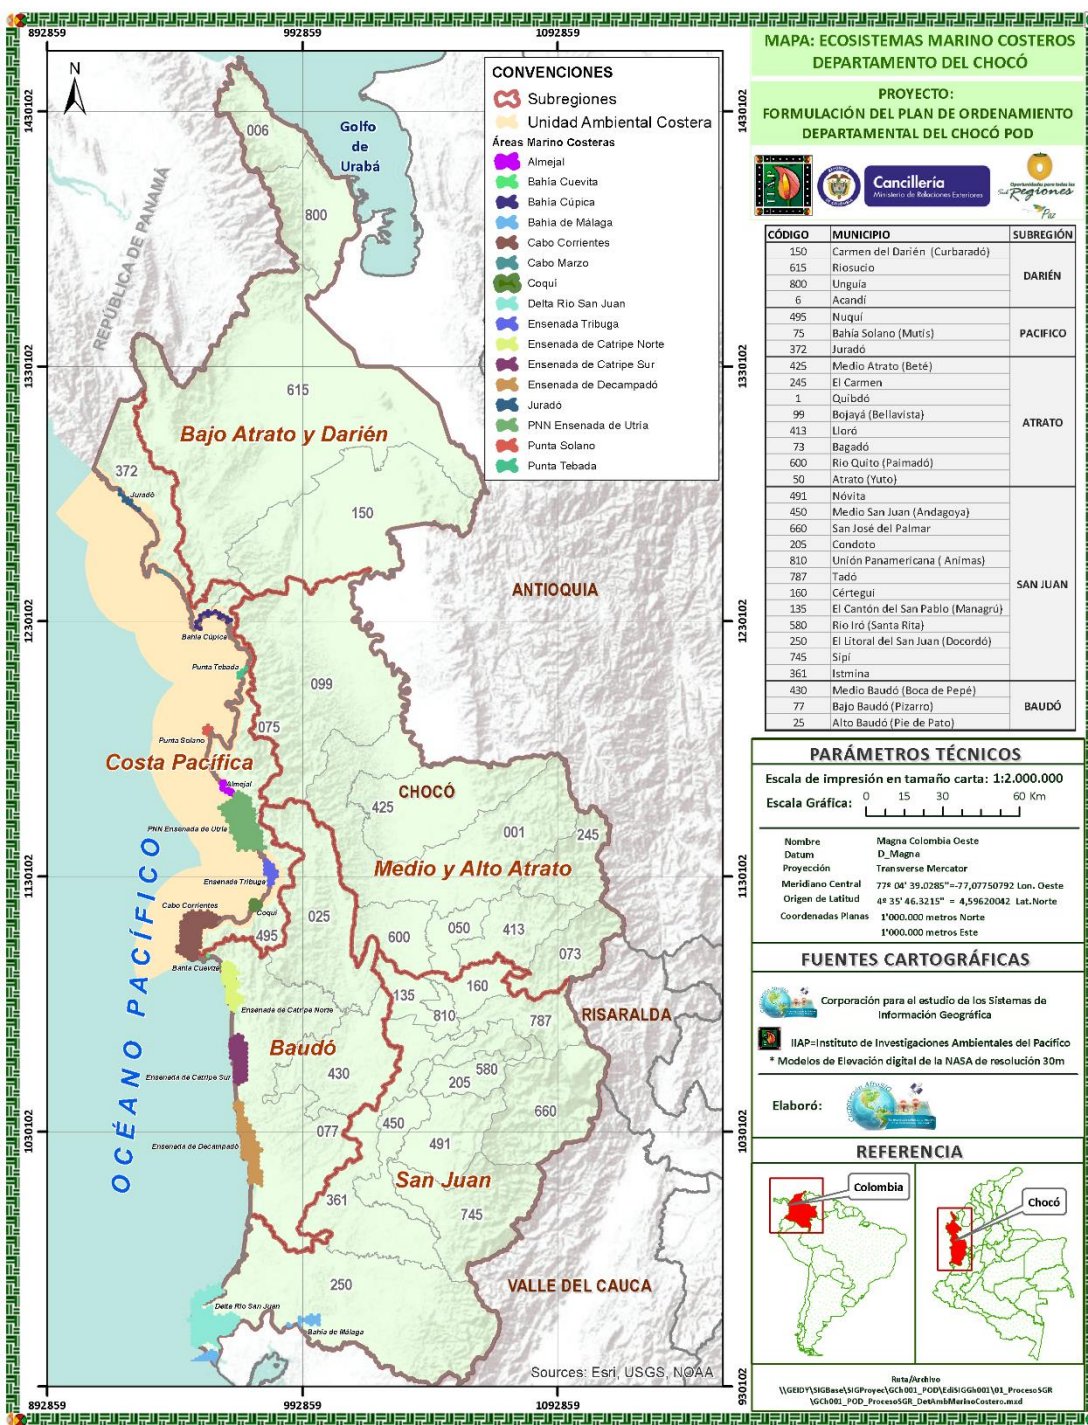 892859
992859
1092859
1430102
1330102
1230102
1130102
1030102
930102
N
CONVENCIONES
Subregiones
Unidad Ambiental Costera
Áreas Marino Costeras
Almejal
Bahía Cuevita
Bahía Cúpica
Bahia de Málaga
Cabo Corrientes
Cabo Marzo
Coquí
Delta Rio San Juan
Ensenada Tribuga
Ensenada de Catripe Norte
Ensenada de Catripe Sur
Ensenada de Decampadó
Juradó
PNN Ensenada de Utría
Punta Solano
Punta Tebada
Golfo
de
Urabá
REPÚBLICA DE PANAMÁ
006
800
615
Bajo Atrato y Darién
372
Juradó
150
ANTIOQUIA
Bahía Cúpica
Punta Tebada
099
075
Punta Solano
Costa Pacífica
Almejal
CHOCÓ
425
001
245
PNN Ensenada de Utría
Medio y Alto Atrato
Ensenada Tribuga
Cabo Corrientes
Coquí
025
495
600
050
413
073
Bahía Cuevita
135
160
810
787
RISARALDA
Ensenada de Catripe Norte
Baudó
Ensenada de Catripe Sur
430
580
205
660
077
450
491
Ensenada de Decampadó
OCÉANO PACÍFICO
San Juan
361
745
250
VALLE DEL CAUCA
Delta Rio San Juan
Bahia de Málaga
Sources: Esri, USGS, NOAA
892859
992859
1092859
1430102
1330102
1230102
1130102
1030102
930102
MAPA: ECOSISTEMAS MARINO COSTEROS
DEPARTAMENTO DEL CHOCÓ
PROYECTO:
FORMULACIÓN DEL PLAN DE ORDENAMIENTO
DEPARTAMENTAL DEL CHOCÓ POD
IIAP
Cancillería
Ministerio de Relaciones Exteriores
Oportunidades para todas las
Regiones
Paz
CÓDIGO MUNICIPIO SUBREGIÓN
150 Carmen del Darién (Curbaradó)
615 Riosucio
800 Unguía
6 Acandí
DARIÉN
495 Nuquí
75 Bahía Solano (Mutis)
372 Juradó
PACIFICO
425 Medio Atrato (Beté)
245 El Carmen
1 Quibdó
99 Bojayá (Bellavista)
413 Lloró
73 Bagadó
600 Rio Quito (Paimadó)
50 Atrato (Yuto)
ATRATO
491 Nóvita
450 Medio San Juan (Andagoya)
660 San José del Palmar
205 Condoto
810 Unión Panamericana ( Animas)
787 Tadó
160 Cértegui
135 El Cantón del San Pablo (Managrú)
580 Rio Iró (Santa Rita)
250 El Litoral del San Juan (Docordó)
745 Sipí
361 Istmina
SAN JUAN
430 Medio Baudó (Boca de Pepé)
77 Bajo Baudó (Pizarro)
25 Alto Baudó (Pie de Pato)
BAUDÓ
PARÁMETROS TÉCNICOS
Escala de impresión en tamaño carta: 1:2.000.000
Escala Gráfica: 0 15 30 60 Km
Nombre Magna Colombia Oeste
Datum D_Magna
Proyección Transverse Mercator
Meridiano Central 77º 04' 39.0285"=-77,07750792 Lon. Oeste
Origen de Latitud 4º 35' 46.3215" = 4,59620042 Lat.Norte
Coordenadas Planas 1'000.000 metros Norte
1'000.000 metros Este
FUENTES CARTOGRÁFICAS
Corporación para el estudio de los Sistemas de
Información Geográfica
IIAP=Instituto de Investigaciones Ambientales del Pacífico
* Modelos de Elevación digital de la NASA de resolución 30m
Elaboró:
REFERENCIA
Colombia
Chocó
Ruta/Archivo
\\GEIDY\SIGBase\SIGProyec\GCh001_POD\EdiSIGGh001\01_ProcesoSGR
\GCh001_POD_ProcesoSGR_DetAmbMarinoCostero.mxd